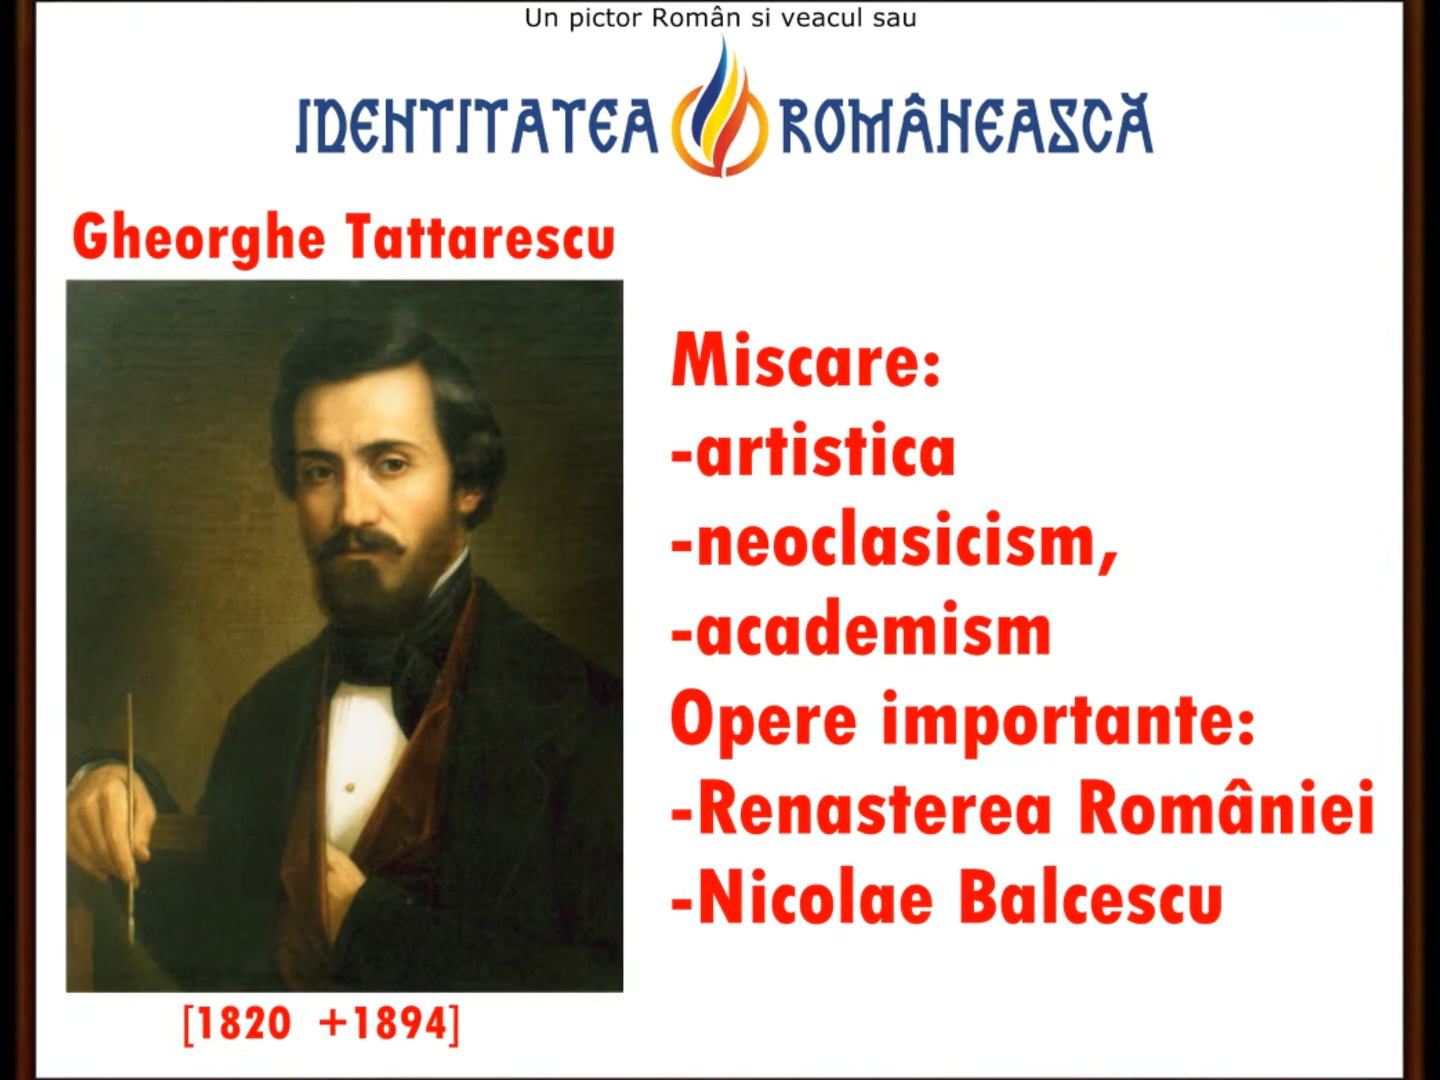 Un pictor Român si veacul sau
IDENTITATEA ROMÂNEASCĂ
Gheorghe Tattarescu
Miscare:
-artistica
-neoclasicism,
-academism
Opere importante:
-Renasterea României
-Nicolae Balcescu
[1820 +1894]